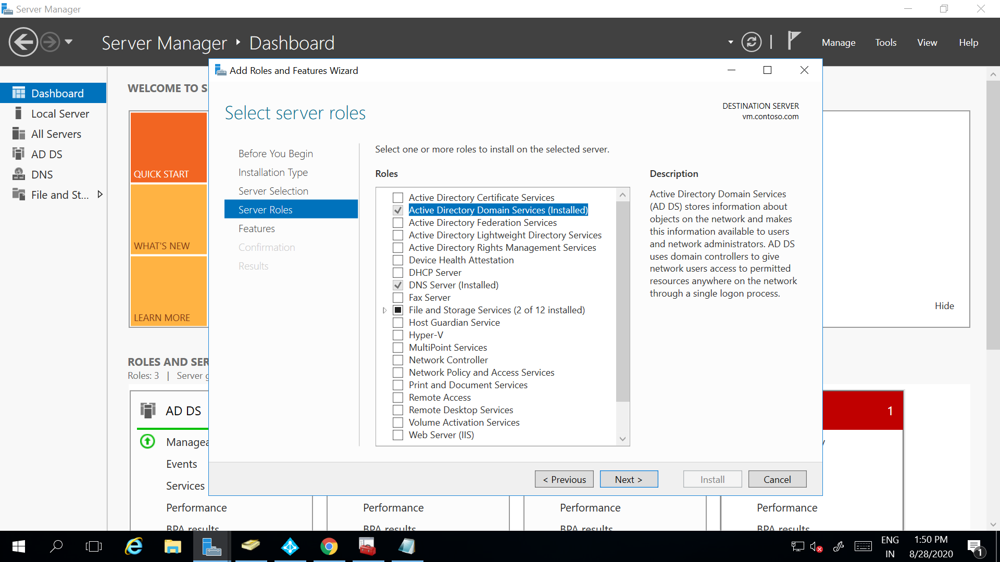 Server Manager
Server Manager ‣ Dashboard
Manage
Tools
View
Help
Dashboard
Local Server
All Servers
AD DS
DNS
File and St...
WELCOME TO S
QUICK START
WHAT'S NEW
LEARN MORE
Hide
ROLES AND SER
Roles: 3 | Server g
AD DS
Managea
Events
Services
Performance
BPA results
Performance
BPA results
Performance
BPA results
1
y
Performance
BPA results
Add Roles and Features Wizard
Select server roles
DESTINATION SERVER
vm.contoso.com
Before You Begin
Installation Type
Server Selection
Server Roles
Features
Confirmation
Results
Select one or more roles to install on the selected server.
Roles
Active Directory Certificate Services
Active Directory Domain Services (Installed)
Active Directory Federation Services
Active Directory Lightweight Directory Services
Active Directory Rights Management Services
Device Health Attestation
DHCP Server
DNS Server (Installed)
Fax Server
File and Storage Services (2 of 12 installed)
Host Guardian Service
Hyper-V
MultiPoint Services
Network Controller
Network Policy and Access Services
Print and Document Services
Remote Access
Remote Desktop Services
Volume Activation Services
Web Server (IIS)
Description
Active Directory Domain Services
(AD DS) stores information about
objects on the network and makes
this information available to users
and network administrators. AD DS
uses domain controllers to give
network users access to permitted
resources anywhere on the network
through a single logon process.
< Previous
Next >
Install
Cancel
ENG
IN
1:50 PM
8/28/2020
1